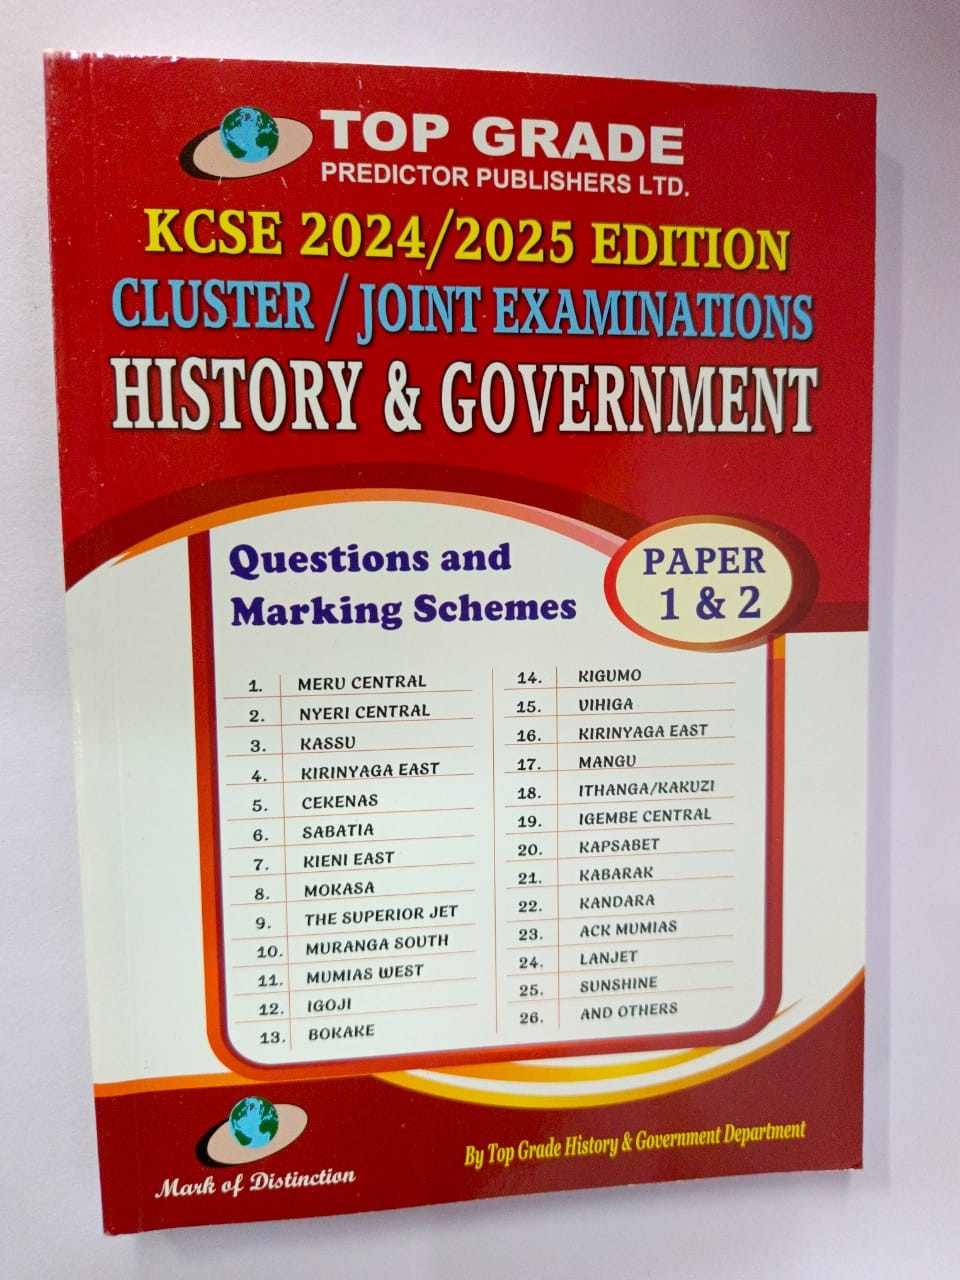 TOP GRADE
PREDICTOR PUBLISHERS LTD.
KCSE 2024/2025 EDITION
CLUSTER / JOINT EXAMINATIONS
HISTORY & GOVERNMENT
Questions and
Marking Schemes
PAPER
1 & 2
1. MERU CENTRAL
2. NYERI CENTRAL
3. KASSU
4. KIRINYAGA EAST
5. CEKENAS
6. SABATIA
7. KIENI EAST
8. MOKASA
9. THE SUPERIOR JET
10. MURANGA SOUTH
11. MUMIAS WEST
12. IGOJI
13. BOKAKE
14. KIGUMO
15. VIHIGA
16. KIRINYAGA EAST
17. MANGU
18. ITHANGA/KAKUZI
19. IGEMBE CENTRAL
20. KAPSABET
21. KABARAK
22. KANDARA
23. ACK MUMIAS
24. LANJET
25. SUNSHINE
26. AND OTHERS
By Top Grade History & Government Department
Mark of Distinction